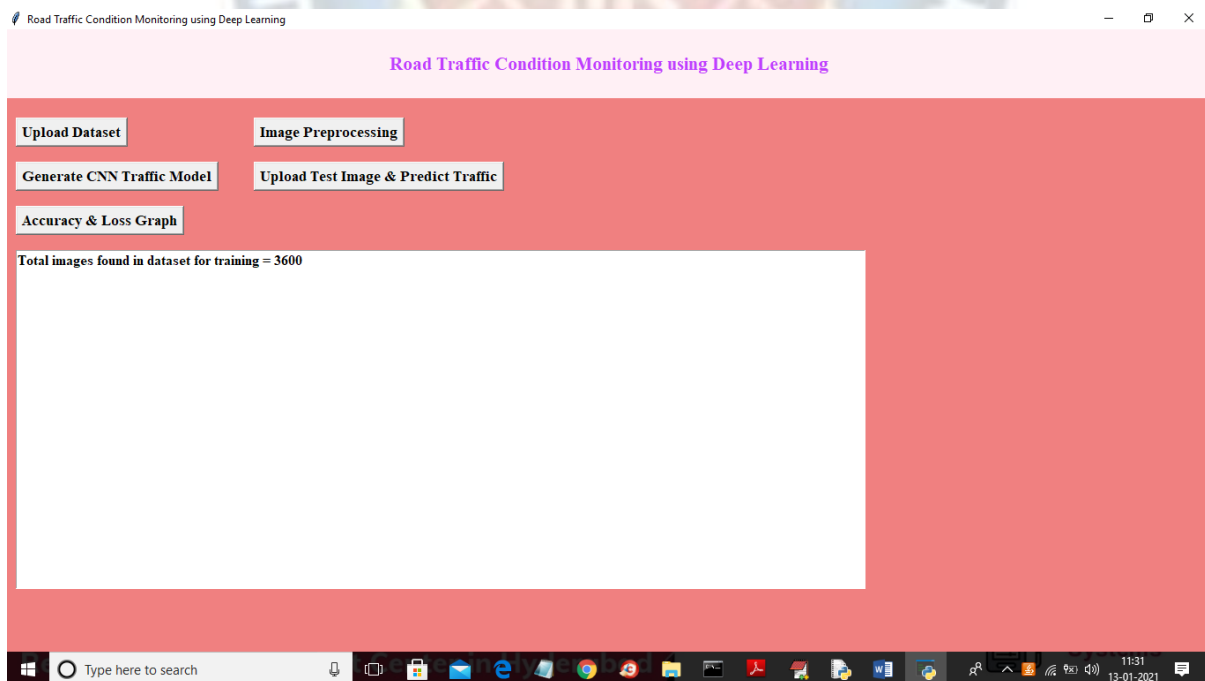 Road Traffic Condition Monitoring using Deep Learning
Road Traffic Condition Monitoring using Deep Learning
Upload Dataset
Image Preprocessing
Generate CNN Traffic Model
Upload Test Image & Predict Traffic
Accuracy & Loss Graph
Total images found in dataset for training = 3600
Type here to search
11:31
13-01-2021